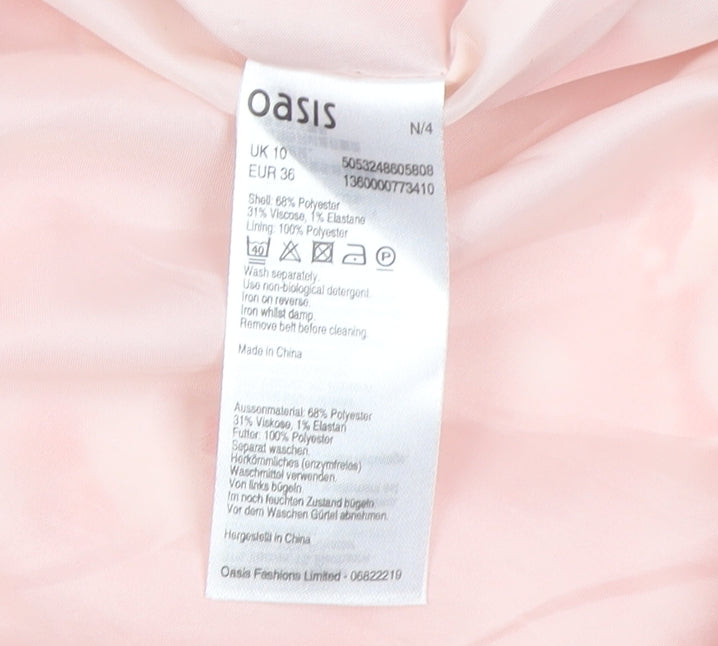 oasis
N/4
UK 10
5053248605808
EUR 36
1360000773410
Shell: 68% Polyester
31% Viscose, 1% Elastane
Lining: 100% Polyester
40
P
Wash separately.
Use non-biological detergent.
Iron on reverse.
Iron whilst damp.
Remove belt before cleaning.
Made in China
Aussenmaterial: 68% Polyester
31% Viskose, 1% Elastan
Futter: 100% Polyester
Separat waschen.
Herkömmliches (enzymfreies)
Waschmittel verwenden.
Von links bügeln.
Im noch feuchten Zustand bügeln.
Vor dem Waschen Gürtel abnehmen.
Hergestellt in China
Oasis Fashions Limited - 06822219